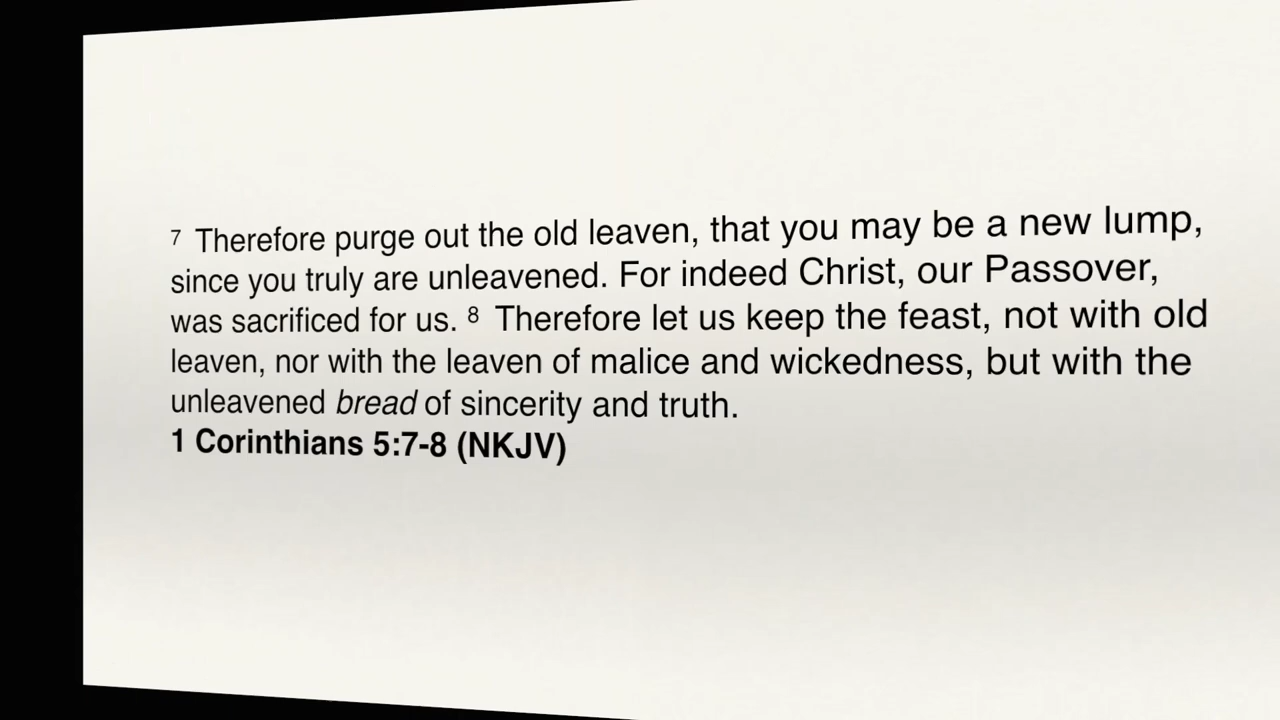 7 Therefore purge out the old leaven, that you may be a new lump,
since you truly are unleavened. For indeed Christ, our Passover,
was sacrificed for us. 8 Therefore let us keep the feast, not with old
leaven, nor with the leaven of malice and wickedness, but with the
unleavened bread of sincerity and truth.
1 Corinthians 5:7-8 (NKJV)